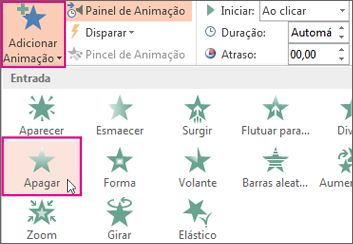 Adicionar
Animação
Painel de Animação
Disparar
Pincel de Animação
Iniciar: Ao clicar
Duração: Automá
Atraso: 00,00
Entrada
Aparecer Esmaecer Surgir Flutuar para... Div
Apagar Forma Volante Barras aleat... Aumen
Zoom Girar Elástico